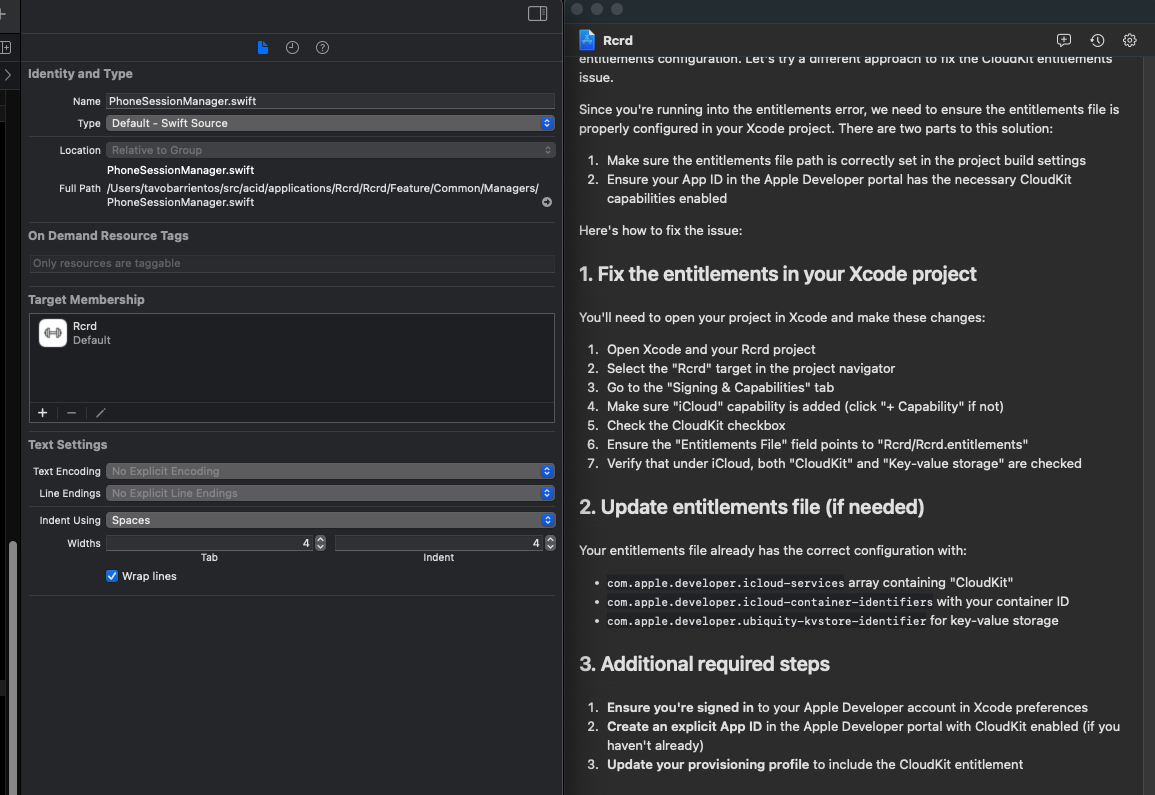 Identity and Type
Name PhoneSessionManager.swift
Type Default - Swift Source
Location Relative to Group
PhoneSessionManager.swift
Full Path /Users/tavobarrientos/src/acid/applications/Rcrd/Rcrd/Feature/Common/Managers/
PhoneSessionManager.swift
On Demand Resource Tags
Only resources are taggable
Target Membership
Rcrd
Default
Text Settings
Text Encoding No Explicit Encoding
Line Endings No Explicit Line Endings
Indent Using Spaces
Widths 4 4
Tab Indent
Wrap lines
Rcrd
entitlements configuration. Let's try a different approach to fix the CloudKit entitlements
issue.
Since you're running into the entitlements error, we need to ensure the entitlements file is
properly configured in your Xcode project. There are two parts to this solution:
1. Make sure the entitlements file path is correctly set in the project build settings
2. Ensure your App ID in the Apple Developer portal has the necessary CloudKit
capabilities enabled
Here's how to fix the issue:
1. Fix the entitlements in your Xcode project
You'll need to open your project in Xcode and make these changes:
1. Open Xcode and your Rcrd project
2. Select the "Rcrd" target in the project navigator
3. Go to the "Signing & Capabilities" tab
4. Make sure "iCloud" capability is added (click "+ Capability" if not)
5. Check the CloudKit checkbox
6. Ensure the "Entitlements File" field points to "Rcrd/Rcrd.entitlements"
7. Verify that under iCloud, both "CloudKit" and "Key-value storage" are checked
2. Update entitlements file (if needed)
Your entitlements file already has the correct configuration with:
• com.apple.developer.icloud-services array containing "CloudKit"
• com.apple.developer.icloud-container-identifiers with your container ID
• com.apple.developer.ubiquity-kvstore-identifier for key-value storage
3. Additional required steps
1. Ensure you're signed in to your Apple Developer account in Xcode preferences
2. Create an explicit App ID in the Apple Developer portal with CloudKit enabled (if you
haven't already)
3. Update your provisioning profile to include the CloudKit entitlement